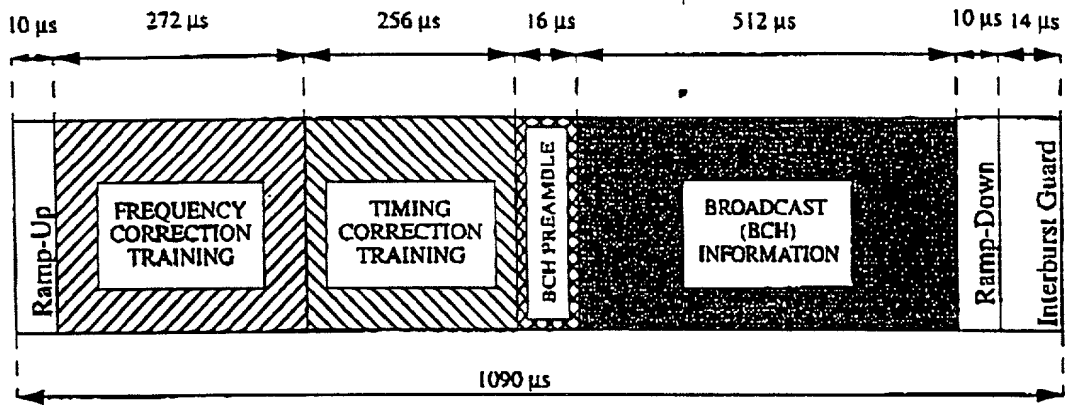 10 µs 272 µs 256 µs 16 µs 512 µs 10 µs 14 µs
Ramp-Up
FREQUENCY
CORRECTION
TRAINING
TIMING
CORRECTION
TRAINING
BCH PREAMBLE
BROADCAST
(BCH)
INFORMATION
Ramp-Down
Interburst Guard
1090 µs